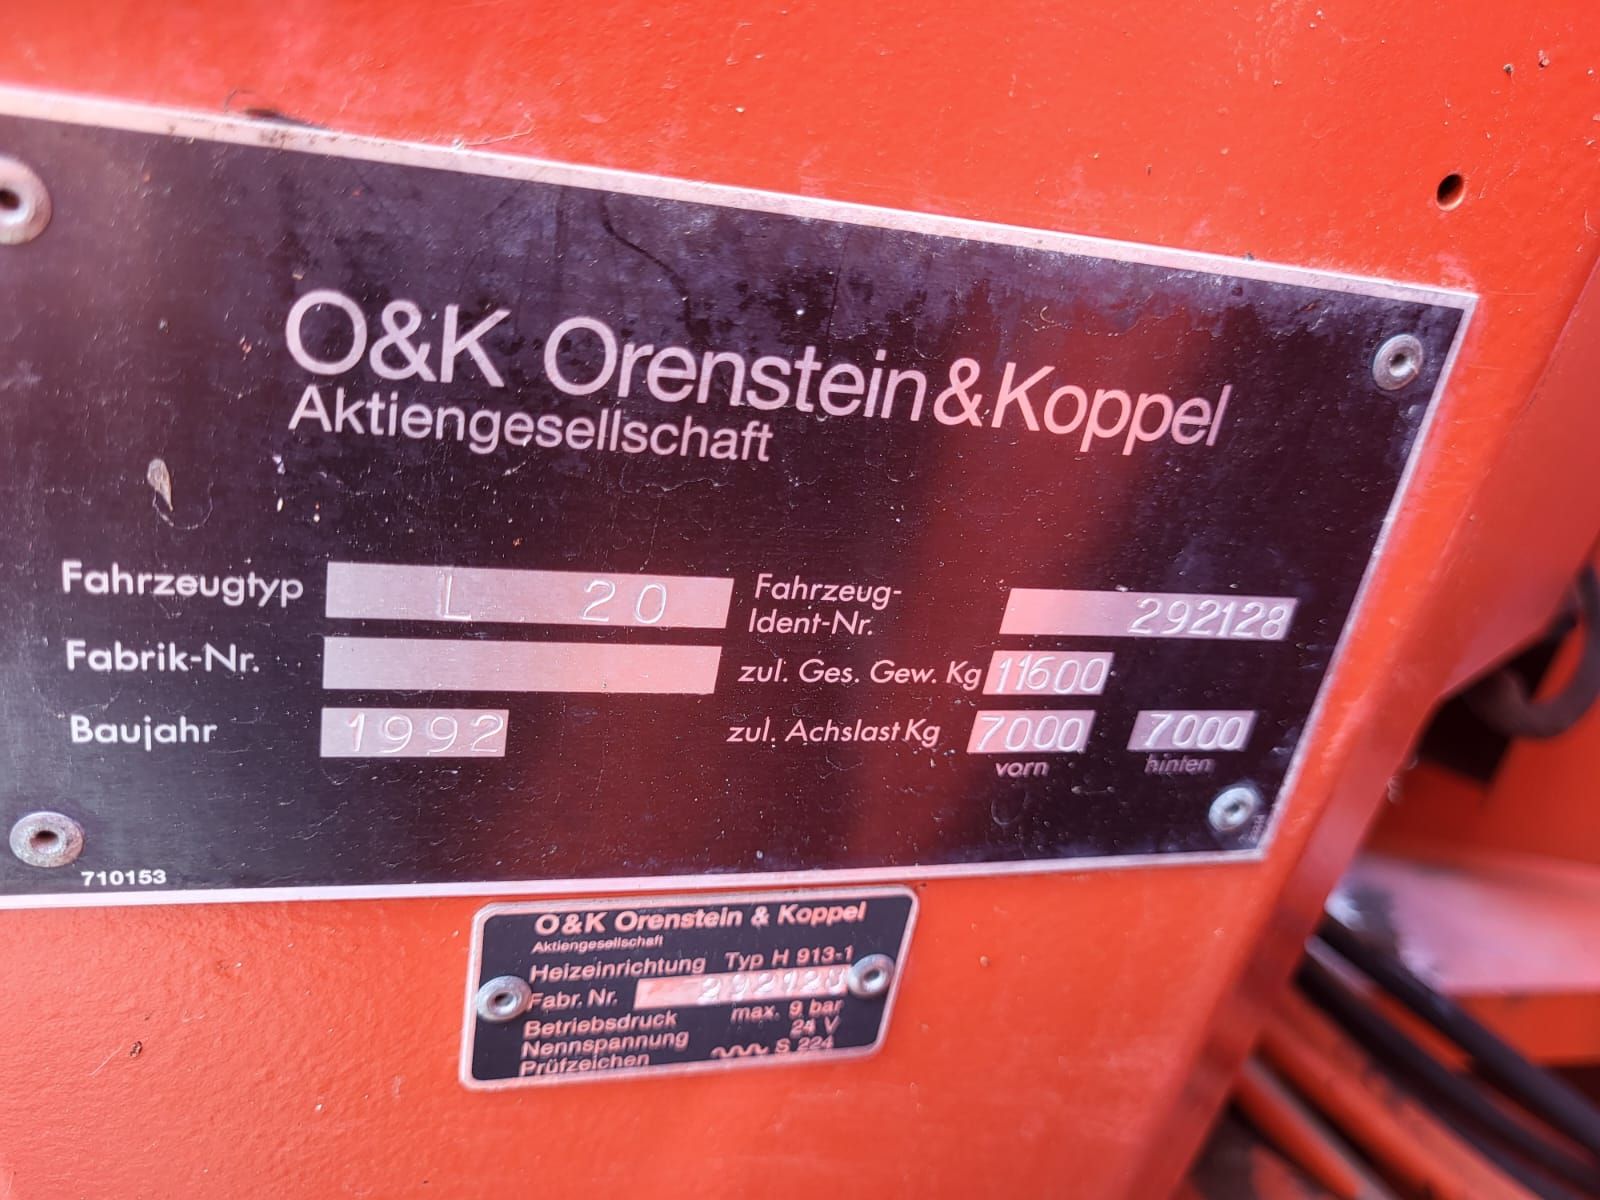 O&K Orenstein&Koppel
Aktiengesellschaft
Fahrzeugtyp L 20
Fahrzeug-
Ident-Nr. 292128
Fabrik-Nr.
zul. Ges. Gew. Kg 11600
Baujahr 1992
zul. Achslast Kg 7000 7000
vorn hinten
710153
O&K Orenstein & Koppel
Aktiengesellschaft
Heizeinrichtung Typ H 913-1
Fabr. Nr. 292128
Betriebsdruck max. 9 bar
Nennspannung 24 V
Prüfzeichen S 224